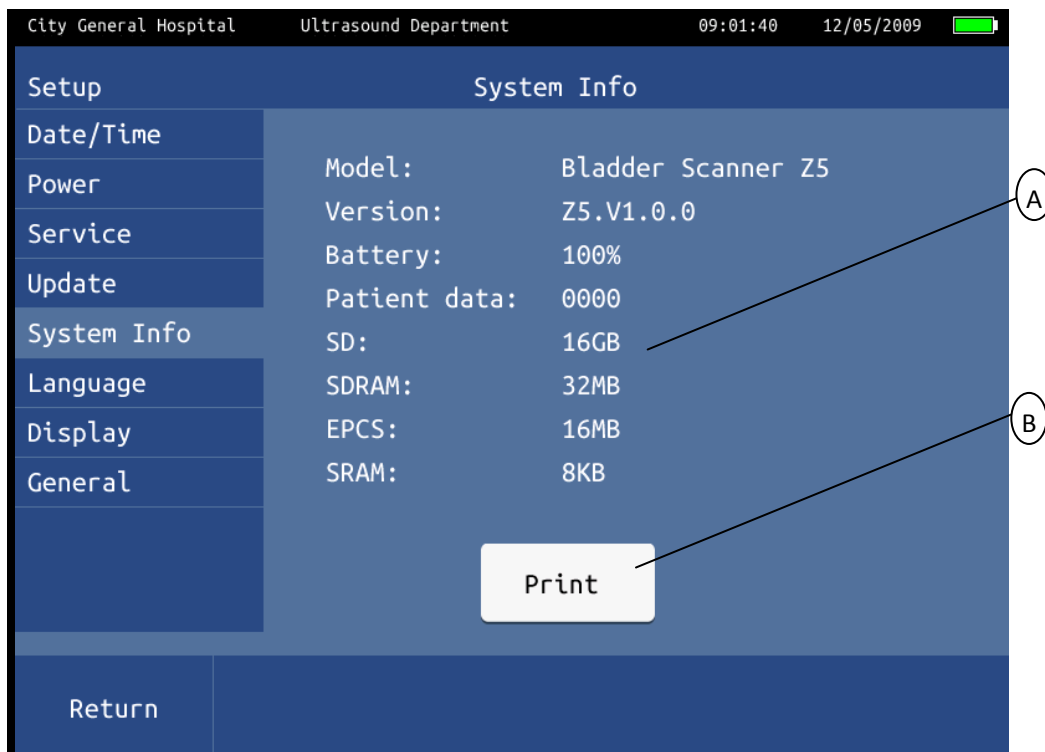 City General Hospital Ultrasound Department 09:01:40 12/05/2009
Setup System Info
Date/Time
Power
Service
Update
System Info
Language
Display
General
Model: Bladder Scanner Z5
Version: Z5.V1.0.0
Battery: 100%
Patient data: 0000
SD: 16GB
SDRAM: 32MB
EPCS: 16MB
SRAM: 8KB
Print
A
B
Return